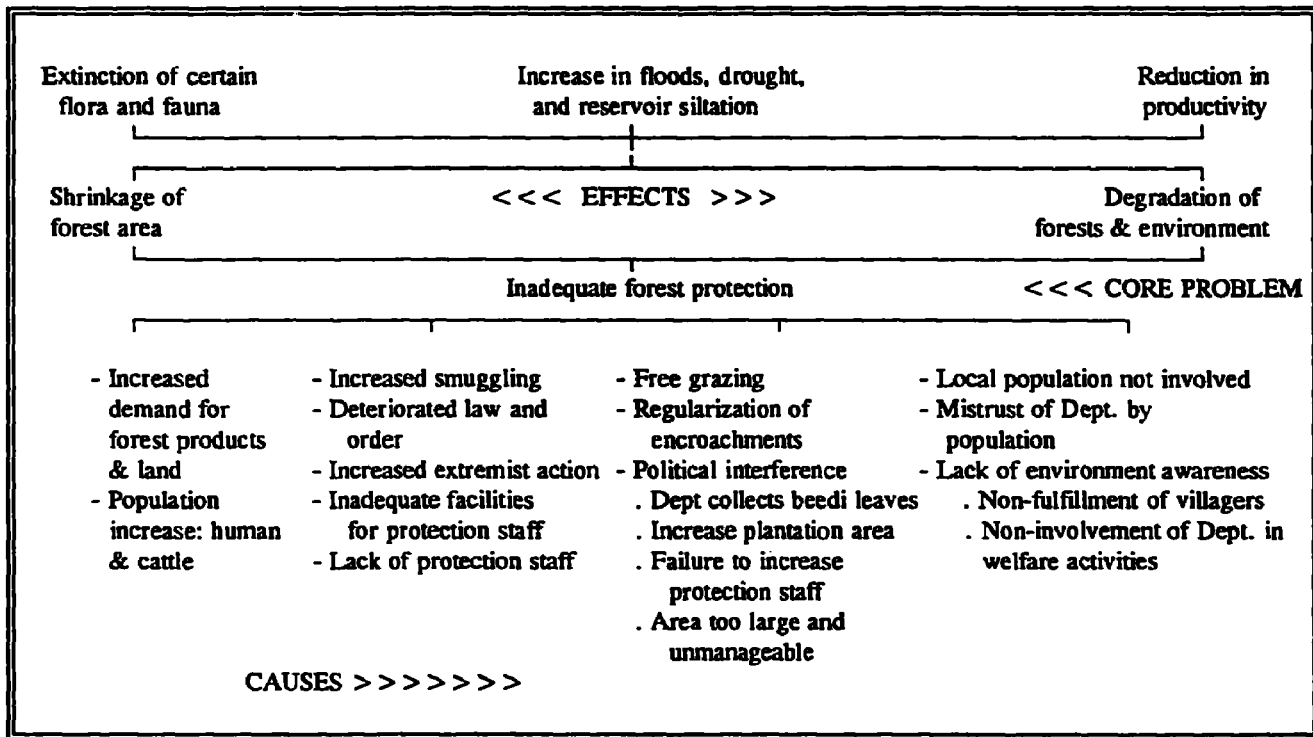 Extinction of certain
flora and fauna
Increase in floods, drought,
and reservoir siltation
Reduction in
productivity
Shrinkage of
forest area
< < < EFFECTS > > >
Degradation of
forests & environment
Inadequate forest protection
< < < CORE PROBLEM
- Increased
demand for
forest products
& land
- Population
increase: human
& cattle
- Increased smuggling
- Deteriorated law and
order
- Increased extremist action
- Inadequate facilities
for protection staff
- Lack of protection staff
- Free grazing
- Regularization of
encroachments
- Political interference
. Dept collects beedi leaves
. Increase plantation area
. Failure to increase
protection staff
. Area too large and
unmanageable
- Local population not involved
- Mistrust of Dept. by
population
- Lack of environment awareness
. Non-fulfillment of villagers
. Non-involvement of Dept. in
welfare activities
CAUSES > > > > > > >